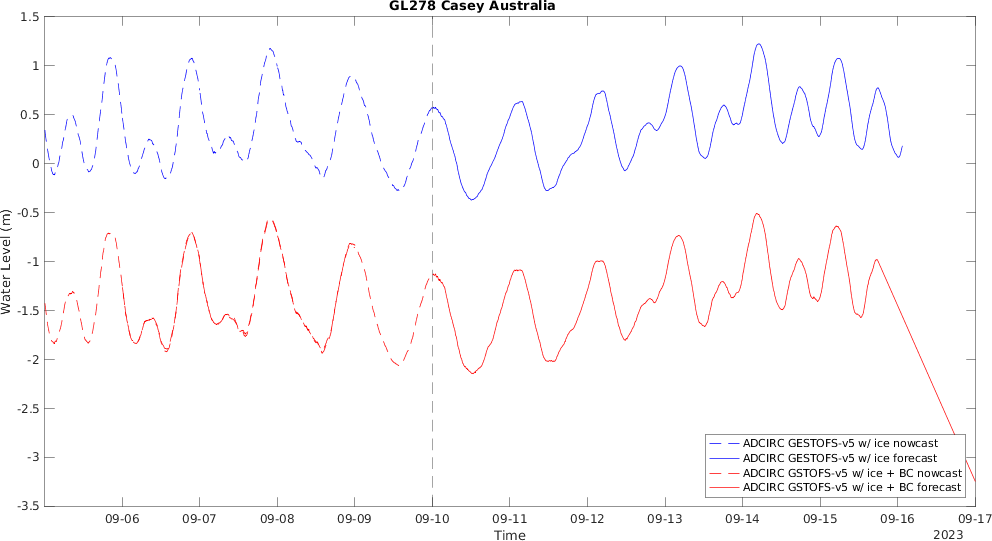 GL278 Casey Australia
1.5
1
0.5
0
-0.5
-1
-1.5
-2
-2.5
-3
-3.5
Water Level (m)
ADCIRC GESTOFS-v5 w/ ice nowcast
ADCIRC GESTOFS-v5 w/ ice forecast
ADCIRC GSTOFS-v5 w/ ice + BC nowcast
ADCIRC GSTOFS-v5 w/ ice + BC forecast
09-06 09-07 09-08 09-09 09-10 09-11 09-12 09-13 09-14 09-15 09-16 09-17
Time
2023